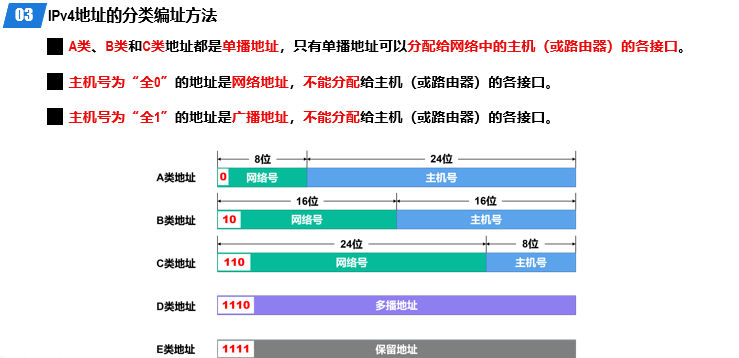 03 IPv4地址的分类编址方法
A类、B类和C类地址都是单播地址，只有单播地址可以分配给网络中的主机（或路由器）的各接口。
主机号为“全0”的地址是网络地址，不能分配给主机（或路由器）的各接口。
主机号为“全1”的地址是广播地址，不能分配给主机（或路由器）的各接口。
8位 24位
A类地址 0 网络号 主机号
16位 16位
B类地址 10 网络号 主机号
24位 8位
C类地址 110 网络号 主机号
D类地址 1110 多播地址
E类地址 1111 保留地址